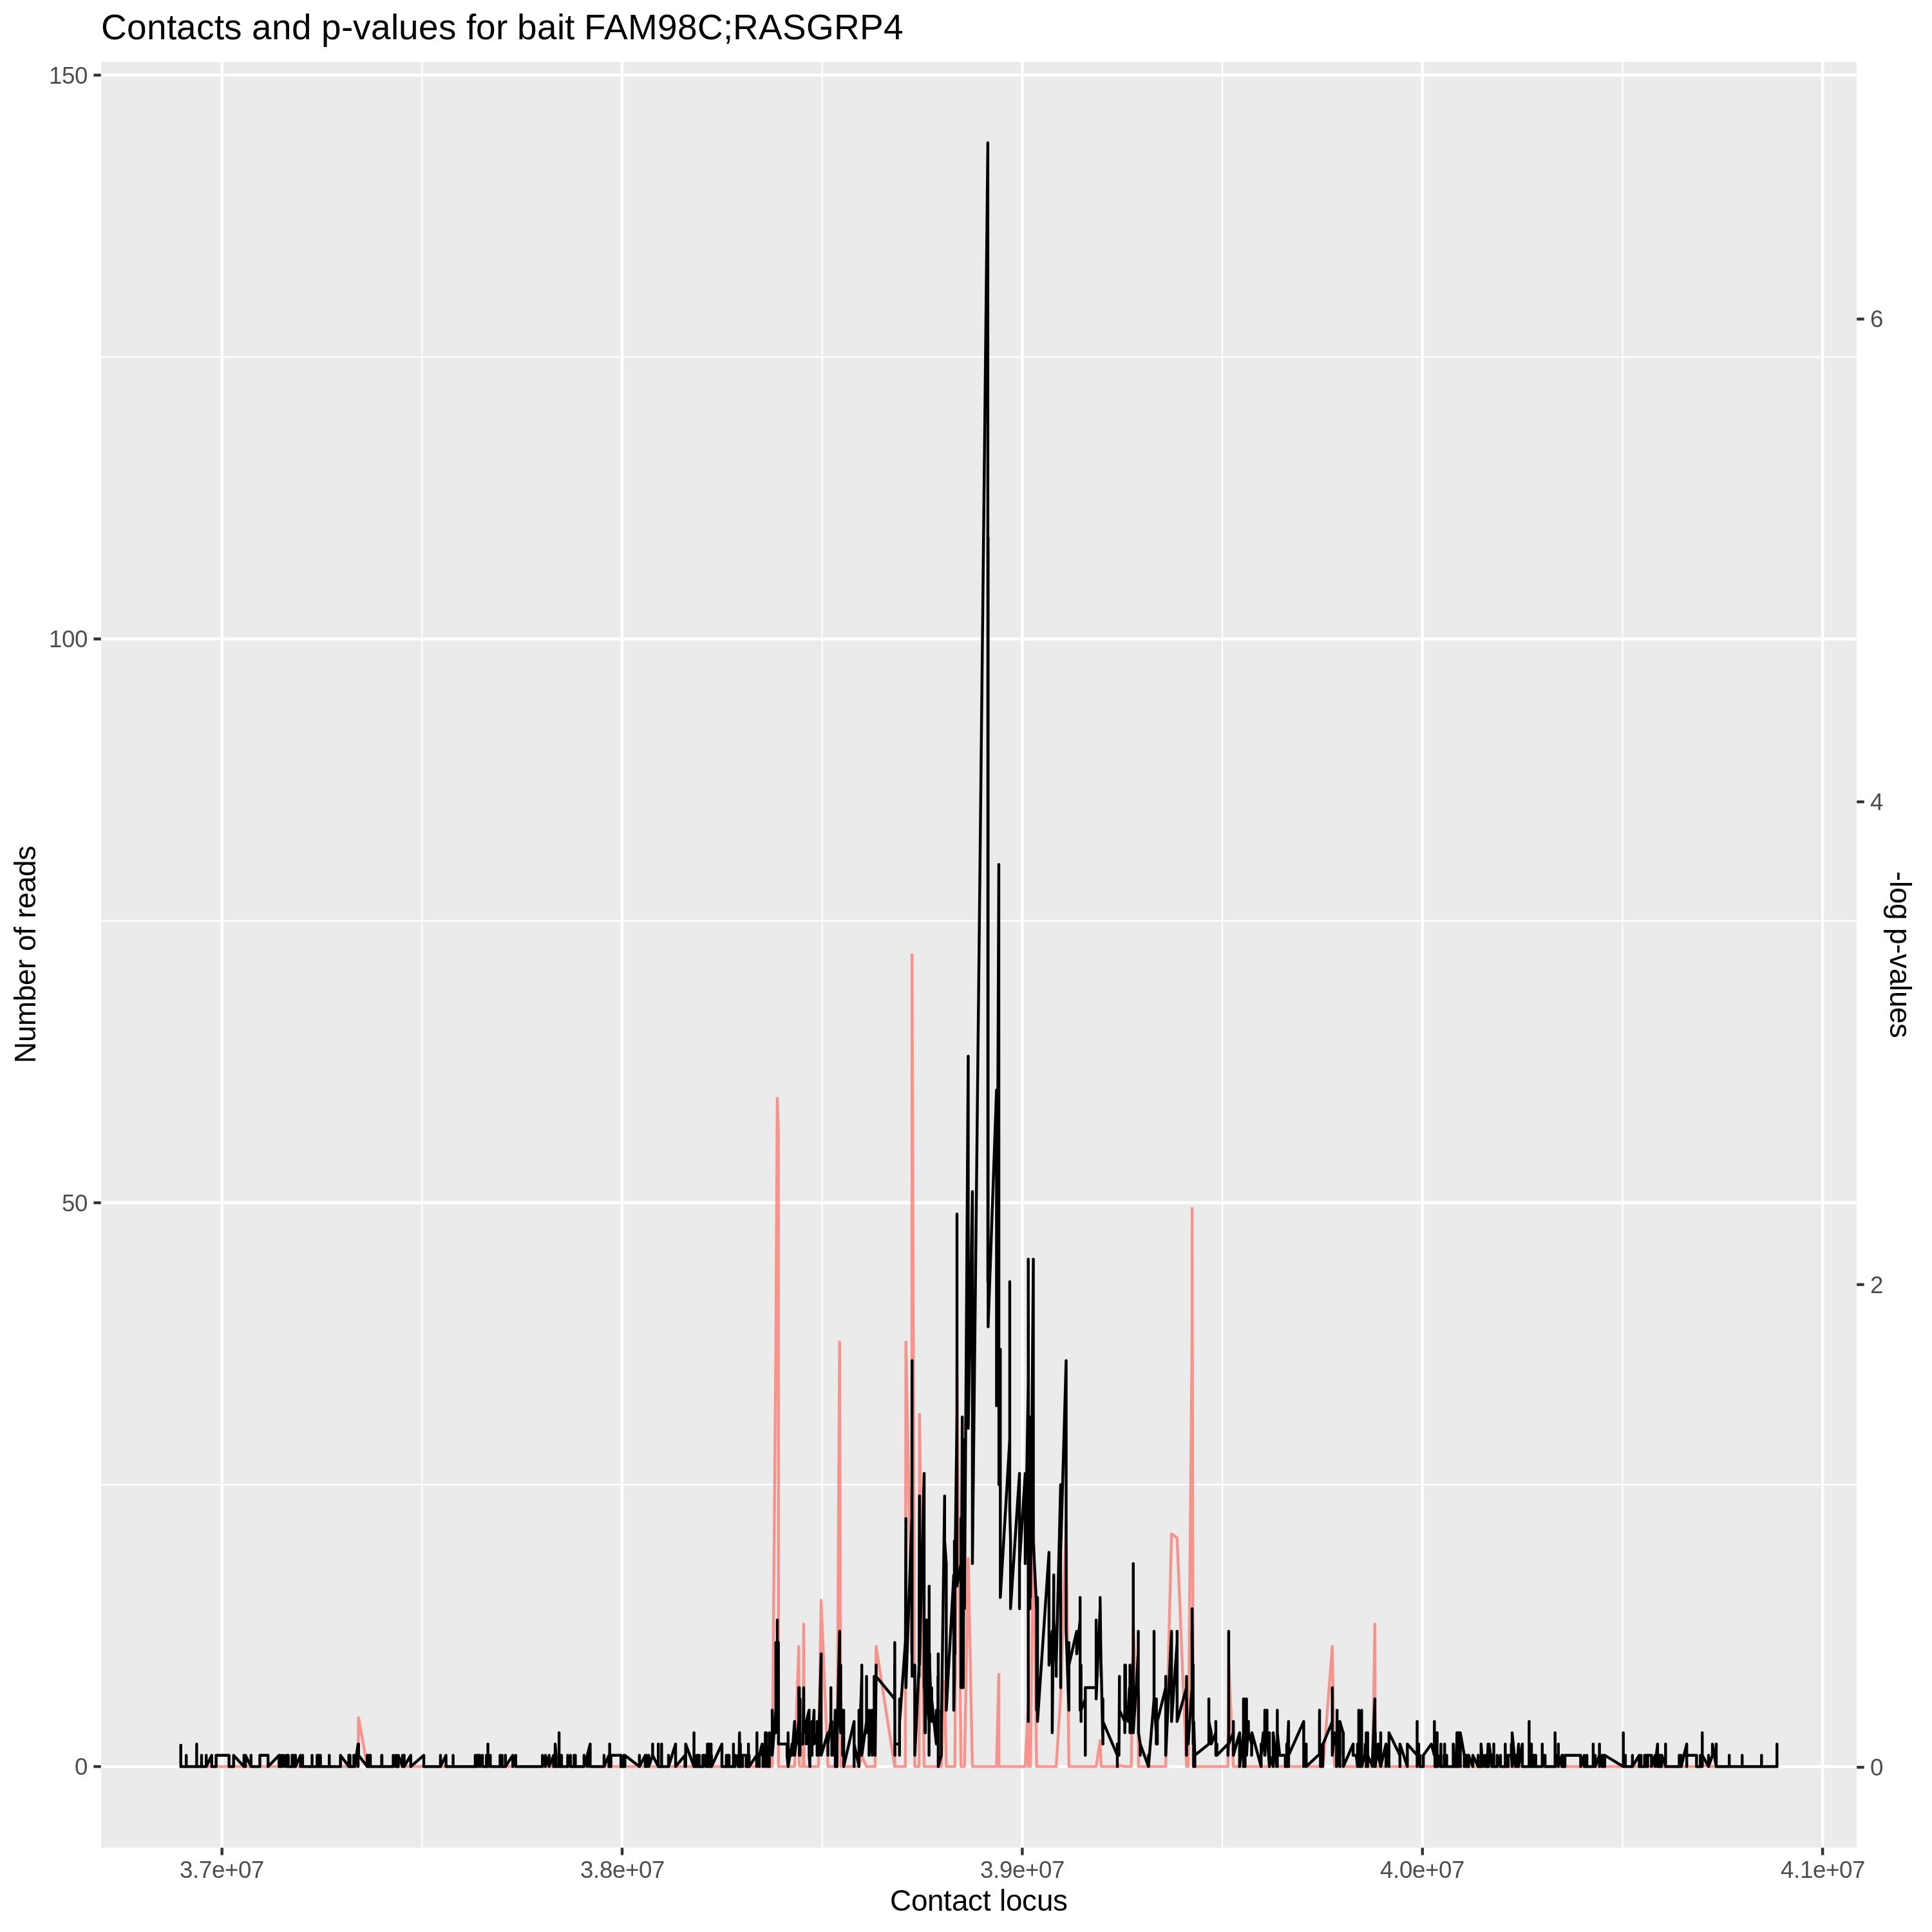 Contacts and p-values for bait FAM98C;RASGRP4
150
100
50
0
Number of reads
6
4
2
0
-log p-values
3.7e+07
3.8e+07
3.9e+07
4.0e+07
4.1e+07
Contact locus